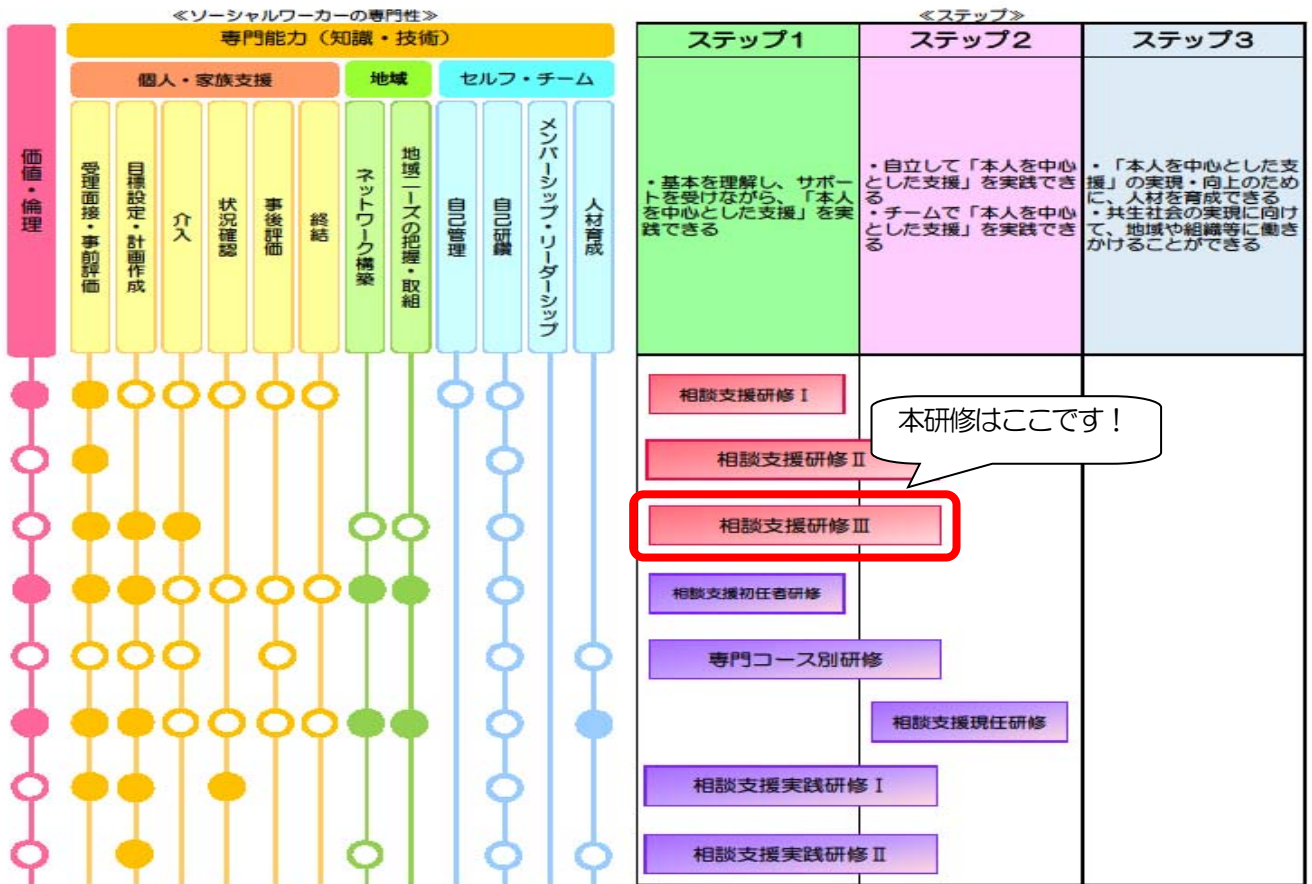 ≪ソーシャルワーカーの専門性≫
専門能力（知識・技術）
個人・家族支援
地域
セルフ・チーム
価値・倫理
受理面接・事前評価
目標設定・計画作成
介入
状況確認
事後評価
終結
ネットワーク構築
地域ニーズの把握・取組
自己管理
自己研鑽
メンバーシップ・リーダーシップ
人材育成
≪ステップ≫
ステップ1
ステップ2
ステップ3
・基本を理解し、サポー
トを受けながら、「本人
を中心とした支援」を実
践できる
・自立して「本人を中心
とした支援」を実践でき
る
・チームで「本人を中心
とした支援」を実践でき
る
・「本人を中心とした支
援」の実現・向上のため
に、人材を育成できる
・共生社会の実現に向け
て、地域や組織等に働き
かけることができる
相談支援研修Ⅰ
本研修はここです！
相談支援研修Ⅱ
相談支援研修Ⅲ
相談支援初任者研修
専門コース別研修
相談支援現任研修
相談支援実践研修Ⅰ
相談支援実践研修Ⅱ